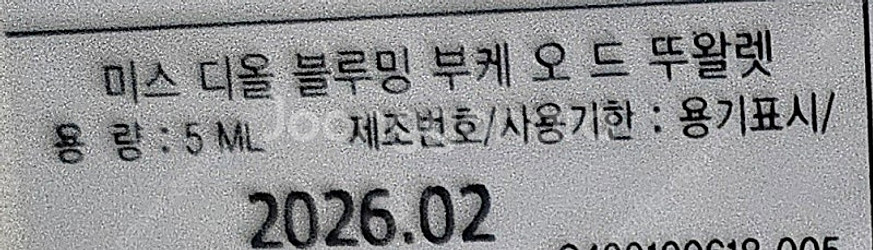 미스 디올 블루밍 부케 오 드 뚜왈렛
용 량 : 5 ML 제조번호/사용기한 : 용기표시/
2026.02